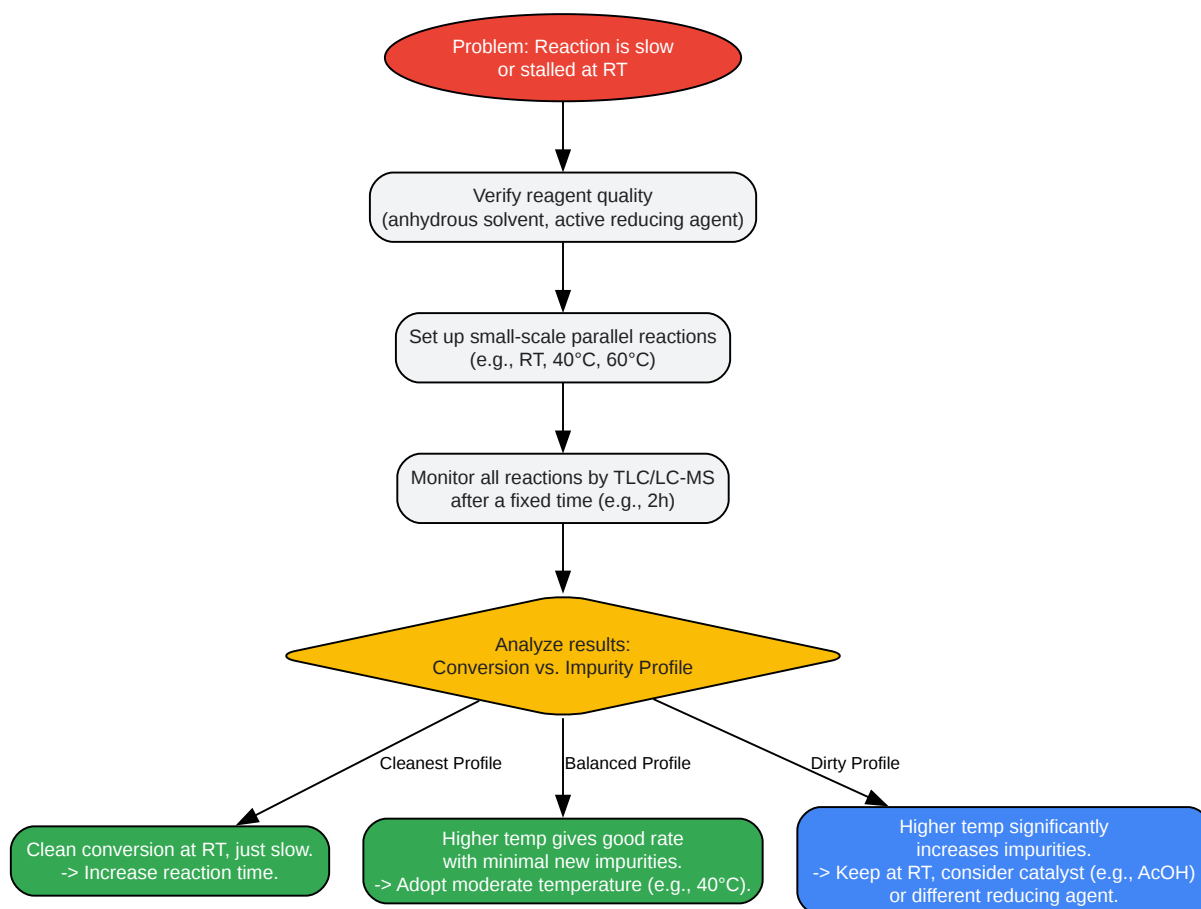 Problem: Reaction is slow
or stalled at RT
Verify reagent quality
(anhydrous solvent, active reducing agent)
Set up small-scale parallel reactions
(e.g., RT, 40°C, 60°C)
Monitor all reactions by TLC/LC-MS
after a fixed time (e.g., 2h)
Analyze results:
Conversion vs. Impurity Profile
Cleanest Profile
Balanced Profile
Dirty Profile
Clean conversion at RT, just slow.
-> Increase reaction time.
Higher temp gives good rate
with minimal new impurities.
-> Adopt moderate temperature (e.g., 40°C).
Higher temp significantly
increases impurities.
-> Keep at RT, consider catalyst (e.g., AcOH)
or different reducing agent.